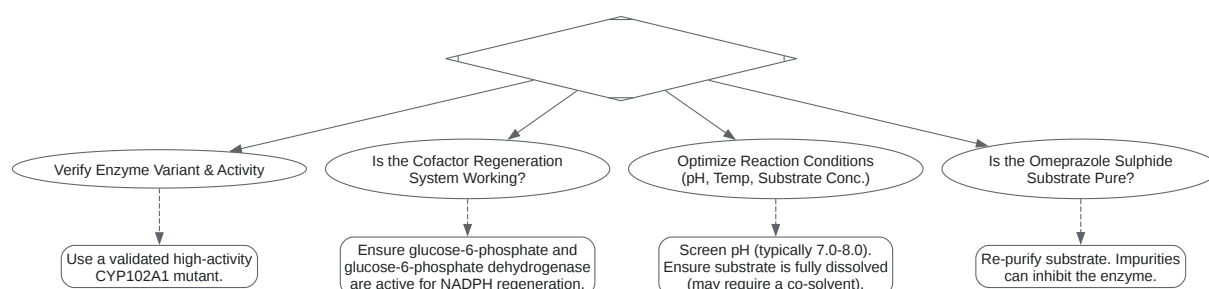 Verify Enzyme Variant & Activity
Is the Cofactor Regeneration
System Working?
Optimize Reaction Conditions
(pH, Temp, Substrate Conc.)
Is the Omeprazole Sulphide
Substrate Pure?
Use a validated high-activity
CYP102A1 mutant.
Ensure glucose-6-phosphate and
glucose-6-phosphate dehydrogenase
are active for NADPH regeneration.
Screen pH (typically 7.0-8.0).
Ensure substrate is fully dissolved
(may require a co-solvent).
Re-purify substrate. Impurities
can inhibit the enzyme.